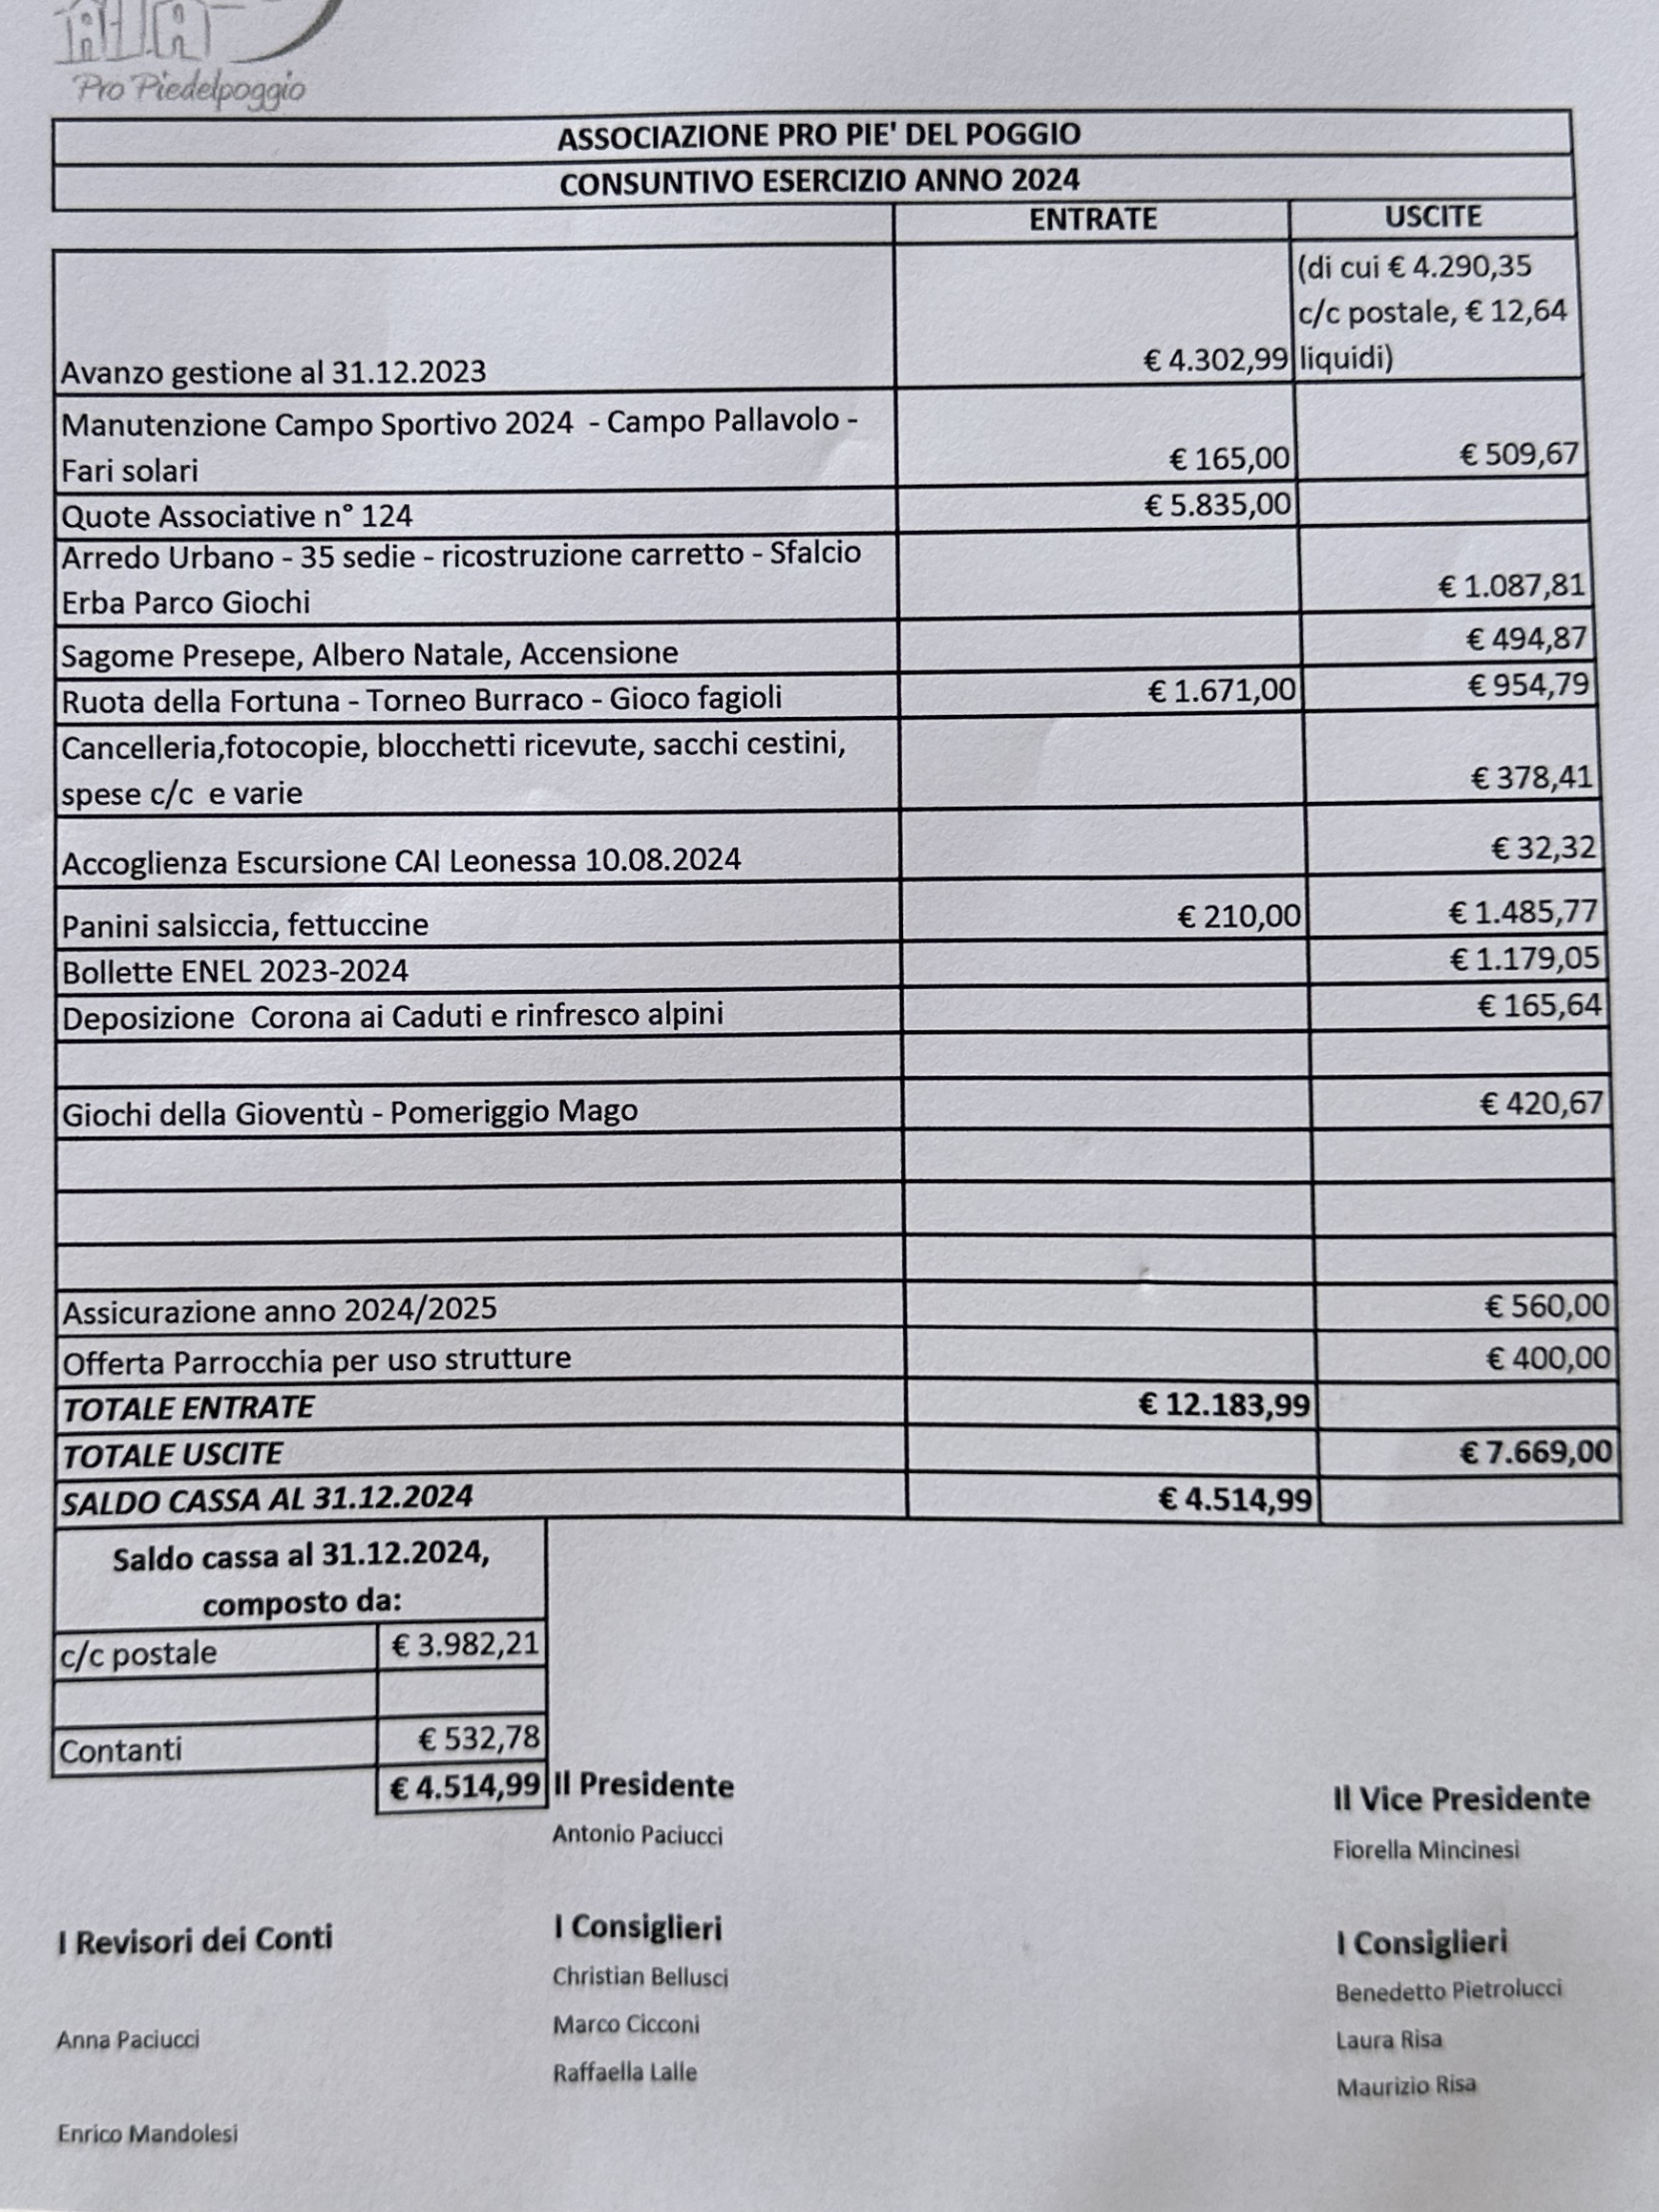 Pro Piedelpoggio
ASSOCIAZIONE PRO PIE' DEL POGGIO
CONSUNTIVO ESERCIZIO ANNO 2024
ENTRATE USCITE
(di cui € 4.290,35
c/c postale, € 12,64
Avanzo gestione al 31.12.2023 € 4.302,99 liquidi)
Manutenzione Campo Sportivo 2024 - Campo Pallavolo -
Fari solari € 165,00 € 509,67
Quote Associative n° 124 € 5.835,00
Arredo Urbano - 35 sedie - ricostruzione carretto - Sfalcio
Erba Parco Giochi € 1.087,81
Sagome Presepe, Albero Natale, Accensione € 494,87
Ruota della Fortuna - Torneo Burraco - Gioco fagioli € 1.671,00 € 954,79
Cancelleria,fotocopie, blocchetti ricevute, sacchi cestini,
spese c/c e varie € 378,41
Accoglienza Escursione CAI Leonessa 10.08.2024 € 32,32
Panini salsiccia, fettuccine € 210,00 € 1.485,77
Bollette ENEL 2023-2024 € 1.179,05
Deposizione Corona ai Caduti e rinfresco alpini € 165,64
Giochi della Gioventù - Pomeriggio Mago € 420,67
Assicurazione anno 2024/2025 € 560,00
Offerta Parrocchia per uso strutture € 400,00
TOTALE ENTRATE € 12.183,99
TOTALE USCITE € 7.669,00
SALDO CASSA AL 31.12.2024 € 4.514,99
Saldo cassa al 31.12.2024,
composto da:
c/c postale € 3.982,21
Contanti € 532,78
€ 4.514,99 Il Presidente Il Vice Presidente
Antonio Paciucci Fiorella Mincinesi
I Revisori dei Conti I Consiglieri I Consiglieri
Christian Bellusci Benedetto Pietrolucci
Anna Paciucci Marco Cicconi Laura Risa
Raffaella Lalle Maurizio Risa
Enrico Mandolesi